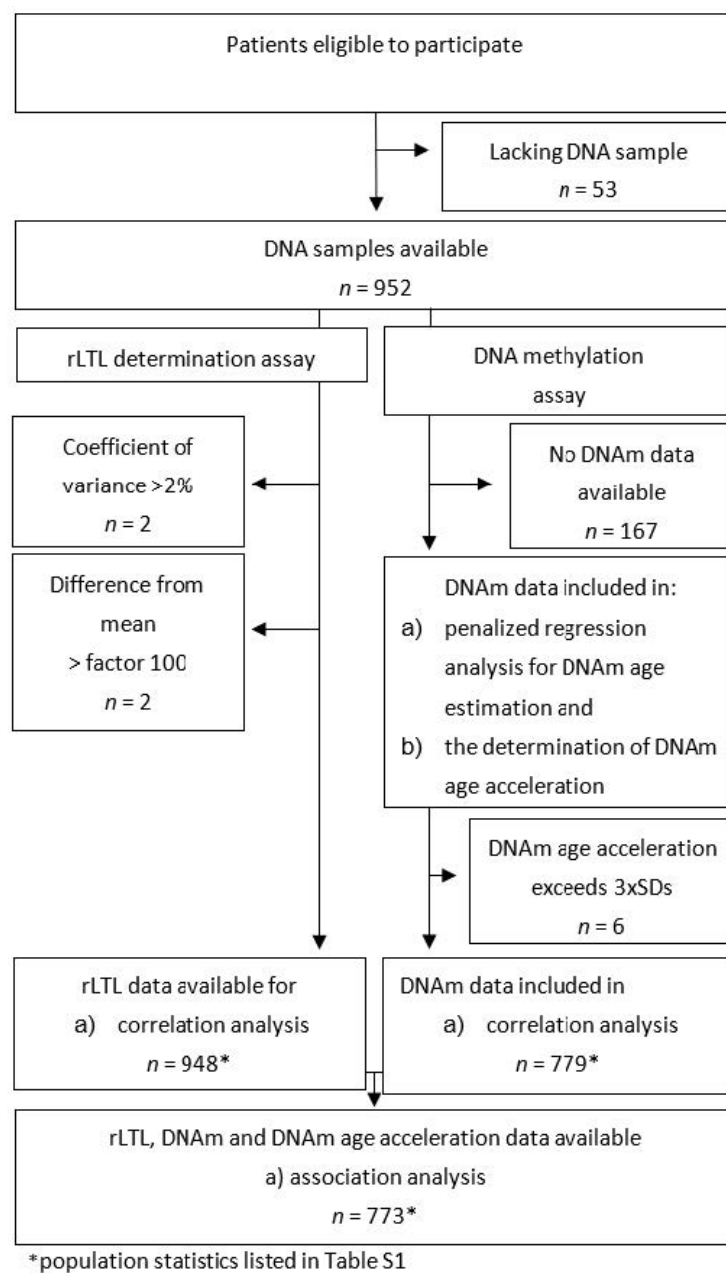 Patients eligible to participate
Lacking DNA sample
n = 53
DNA samples available
n = 952
rLTL determination assay
DNA methylation
assay
Coefficient of
variance >2%
n = 2
No DNAm data
available
n = 167
Difference from
mean
> factor 100
n = 2
DNAm data included in:
a) penalized regression
analysis for DNAm age
estimation and
b) the determination of DNAm
age acceleration
DNAm age acceleration
exceeds 3xSDs
n = 6
rLTL data available for
a) correlation analysis
n = 948*
DNAm data included in
a) correlation analysis
n = 779*
rLTL, DNAm and DNAm age acceleration data available
a) association analysis
n = 773*
*population statistics listed in Table S1